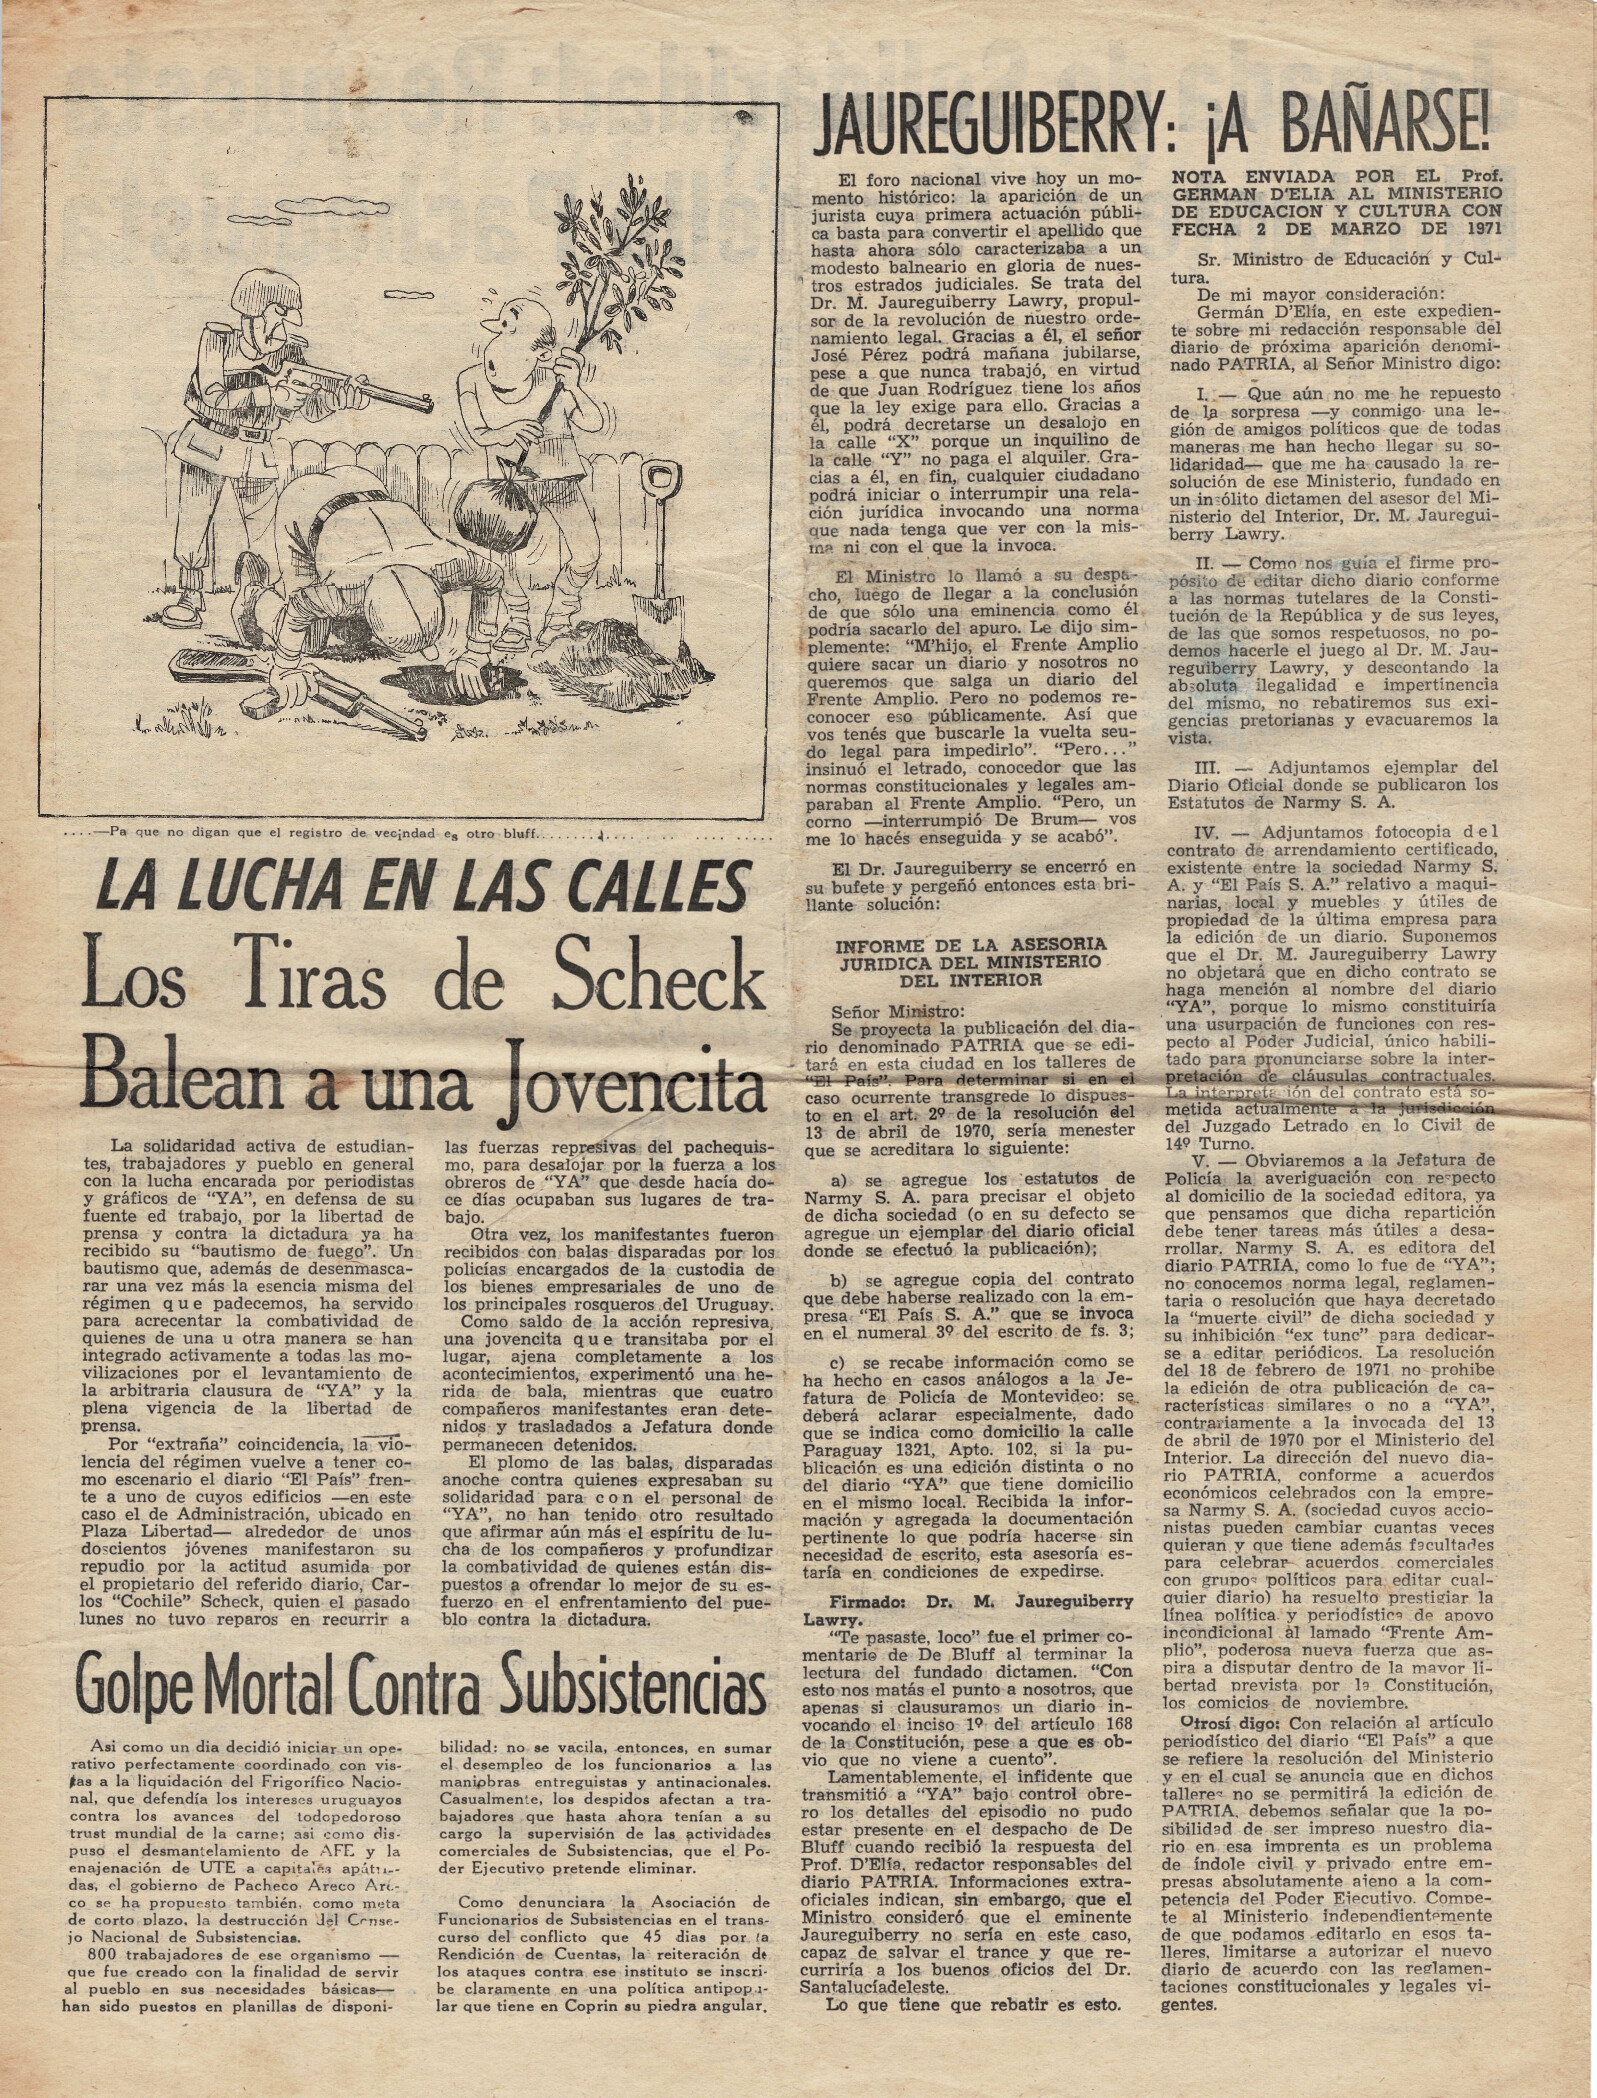 ....—Pa que no digan que el registro de vecindad es otro bluff.........
LA LUCHA EN LAS CALLES
Los Tiras de Scheck
Balean a una Jovencita
La solidaridad activa de estudian-
tes, trabajadores y pueblo en general
con la lucha encarada por periodistas
y gráficos de "YA", en defensa de su
fuente ed trabajo, por la libertad de
prensa y contra la dictadura ya ha
recibido su "bautismo de fuego". Un
bautismo que, además de desenmasca-
rar una vez más la esencia misma del
régimen que padecemos, ha servido
para acrecentar la combatividad de
quienes de una u otra manera se han
integrado activamente a todas las mo-
vilizaciones por el levantamiento de
la arbitraria clausura de "YA" y la
plena vigencia de la libertad de
prensa.
Por "extraña" coincidencia, la vio-
lencia del régimen vuelve a tener co-
mo escenario el diario "El País" fren-
te a uno de cuyos edificios —en este
caso el de Administración, ubicado en
Plaza Libertad— alrededor de unos
doscientos jóvenes manifestaron su
repudio por la actitud asumida por
el propietario del referido diario, Car-
los "Cochile" Scheck, quien el pasado
lunes no tuvo reparos en recurrir a
las fuerzas represivas del pachequis-
mo, para desalojar por la fuerza a los
obreros de "YA" que desde hacía do-
ce días ocupaban sus lugares de tra-
bajo.
Otra vez, los manifestantes fueron
recibidos con balas disparadas por los
policías encargados de la custodia de
los bienes empresariales de uno de
los principales rosqueros del Uruguay.
Como saldo de la acción represiva,
una jovencita que transitaba por el
lugar, ajena completamente a los
acontecimientos, experimentó una he-
rida de bala, mientras que cuatro
compañeros manifestantes eran dete-
nidos y trasladados a Jefatura donde
permanecen detenidos.
El plomo de las balas, disparadas
anoche contra quienes expresaban su
solidaridad para con el personal de
"YA", no han tenido otro resultado
que afirmar aún más el espíritu de lu-
cha de los compañeros y profundizar
la combatividad de quienes están dis-
puestos a ofrendar lo mejor de su es-
fuerzo en el enfrentamiento del pue-
blo contra la dictadura.
Golpe Mortal Contra Subsistencias
Asi como un dia decidió iniciar un ope-
rativo perfectamente coordinado con vis-
tas a la liquidación del Frigorífico Nacio-
nal, que defendía los intereses uruguayos
contra los avances del todopoderoso
trust mundial de la carne; asi como dis-
puso el desmantelamiento de AFE y la
enajenación de UTE a capitales apátri-
das, el gobierno de Pacheco Areco Are-
co se ha propuesto también, como meta
de corto plazo, la destrucción del Conse-
jo Nacional de Subsistencias.
800 trabajadores de ese organismo —
que fue creado con la finalidad de servir
al pueblo en sus necesidades básicas—
han sido puestos en planillas de disponi-
bilidad: no se vacila, entonces, en sumar
el desempleo de los funcionarios a las
maniobras entreguistas y antinacionales.
Casualmente, los despidos afectan a tra-
bajadores que hasta ahora tenían a su
cargo la supervisión de las actividades
comerciales de Subsistencias, que el Po-
der Ejecutivo pretende eliminar.
Como denunciara la Asociación de
Funcionarios de Subsistencias en el trans-
curso del conflicto que 45 dias por la
Rendición de Cuentas, la reiteración de
los ataques contra ese instituto se inscri-
be claramente en una política antipopu-
lar que tiene en Coprin su piedra angular.
JAUREGUIBERRY: ¡A BAÑARSE!
El foro nacional vive hoy un mo-
mento histórico: la aparición de un
jurista cuya primera actuación públi-
ca basta para convertir el apellido que
hasta ahora sólo caracterizaba a un
modesto balneario en gloria de nues-
tros estrados judiciales. Se trata del
Dr. M. Jaureguiberry Lawry, propul-
sor de la revolución de nuestro orde-
namiento legal. Gracias a él, el señor
José Pérez podrá mañana jubilarse,
pese a que nunca trabajó, en virtud
de que Juan Rodríguez tiene los años
que la ley exige para ello. Gracias a
él, podrá decretarse un desalojo en
la calle "X" porque un inquilino de
la calle "Y" no paga el alquiler. Gra-
cias a él, en fin, cualquier ciudadano
podrá iniciar o interrumpir una rela-
ción jurídica invocando una norma
que nada tenga que ver con la mis-
ma ni con el que la invoca.
El Ministro lo llamó a su despa-
cho, luego de llegar a la conclusión
de que sólo una eminencia como él
podría sacarlo del apuro. Le dijo sim-
plemente: "M'hijo, el Frente Amplio
quiere sacar un diario y nosotros no
queremos que salga un diario del
Frente Amplio. Pero no podemos re-
conocer eso públicamente. Así que
vos tenés que buscarle la vuelta seu-
do legal para impedirlo". "Pero..."
insinuó el letrado, conocedor que las
normas constitucionales y legales am-
paraban al Frente Amplio. "Pero, un
corno —interrumpió De Brum— vos
me lo hacés enseguida y se acabó".
El Dr. Jaureguiberry se encerró en
su bufete y pergeñó entonces esta bri-
llante solución:
INFORME DE LA ASESORIA
JURIDICA DEL MINISTERIO
DEL INTERIOR
Señor Ministro:
Se proyecta la publicación del dia-
rio denominado PATRIA que se edi-
tará en esta ciudad en los talleres de
"El País". Para determinar si en el
caso ocurrente transgrede lo dispues-
to en el art. 2º de la resolución del
13 de abril de 1970, sería menester
que se acreditara lo siguiente:
a) se agregue los estatutos de
Narmy S. A. para precisar el objeto
de dicha sociedad (o en su defecto se
agregue un ejemplar del diario oficial
donde se efectuó la publicación);
b) se agregue copia del contrato
que debe haberse realizado con la em-
presa "El País S. A." que se invoca
en el numeral 3º del escrito de fs. 3;
c) se recabe información como se
ha hecho en casos análogos a la Je-
fatura de Policía de Montevideo: se
deberá aclarar especialmente, dado
que se indica como domicilio la calle
Paraguay 1321, Apto. 102, si la pu-
blicación es una edición distinta o no
del diario "YA" que tiene domicilio
en el mismo local. Recibida la infor-
mación y agregada la documentación
pertinente lo que podría hacerse sin
necesidad de escrito, esta asesoría es-
taría en condiciones de expedirse.
Firmado: Dr. M. Jaureguiberry
Lawry.
"Te pasaste, loco" fue el primer co-
mentario de De Bluff al terminar la
lectura del fundado dictamen. "Con
esto nos matás el punto a nosotros, que
apenas si clausuramos un diario in-
vocando el inciso 1º del artículo 168
de la Constitución, pese a que es ob-
vio que no viene a cuento".
Lamentablemente, el infidente que
transmitió a "YA" bajo control obre-
ro los detalles del episodio no pudo
estar presente en el despacho de De
Bluff cuando recibió la respuesta del
Prof. D'Elía, redactor responsables del
diario PATRIA. Informaciones extra-
oficiales indican, sin embargo, que el
Ministro consideró que el eminente
Jaureguiberry no sería en este caso,
capaz de salvar el trance y que re-
curriría a los buenos oficios del Dr.
Santalucíadeleste.
Lo que tiene que rebatir es esto.
NOTA ENVIADA POR EL Prof.
GERMAN D'ELIA AL MINISTERIO
DE EDUCACION Y CULTURA CON
FECHA 2 DE MARZO DE 1971
Sr. Ministro de Educación y Cul-
tura.
De mi mayor consideración:
Germán D'Elía, en este expedien-
te sobre mi redacción responsable del
diario de próxima aparición denomi-
nado PATRIA, al Señor Ministro digo:
I. — Que aún no me he repuesto
de la sorpresa —y conmigo una le-
gión de amigos políticos que de todas
maneras me han hecho llegar su so-
lidaridad— que me ha causado la re-
solución de ese Ministerio, fundado en
un insólito dictamen del asesor del Mi-
nisterio del Interior, Dr. M. Jauregui-
berry Lawry.
II. — Como nos guía el firme pro-
pósito de editar dicho diario conforme
a las normas tutelares de la Consti-
tución de la República y de sus leyes,
de las que somos respetuosos, no po-
demos hacerle el juego al Dr. M. Jau-
reguiberry Lawry, y descontando la
absoluta ilegalidad e impertinencia
del mismo, no rebatiremos sus exi-
gencias pretorianas y evacuaremos la
vista.
III. — Adjuntamos ejemplar del
Diario Oficial donde se publicaron los
Estatutos de Narmy S. A.
IV. — Adjuntamos fotocopia del
contrato de arrendamiento certificado,
existente entre la sociedad Narmy S.
A. y "El País S. A." relativo a maqui-
narias, local y muebles y útiles de
propiedad de la última empresa para
la edición de un diario. Suponemos
que el Dr. M. Jaureguiberry Lawry
no objetará que en dicho contrato se
haga mención al nombre del diario
"YA", porque lo mismo constituiría
una usurpación de funciones con res-
pecto al Poder Judicial, único habili-
tado para pronunciarse sobre la inter-
pretación de cláusulas contractuales.
La interpretación del contrato está so-
metida actualmente a la jurisdicción
del Juzgado Letrado en lo Civil de
14º Turno.
V. — Obviaremos a la Jefatura de
Policía la averiguación con respecto
al domicilio de la sociedad editora, ya
que pensamos que dicha repartición
debe tener tareas más útiles a desa-
rrollar. Narmy S. A. es editora del
diario PATRIA, como lo fue de "YA";
no conocemos norma legal, reglamen-
taria o resolución que haya decretado
la "muerte civil" de dicha sociedad y
su inhibición "ex tunc" para dedicar-
se a editar periódicos. La resolución
del 18 de febrero de 1971 no prohibe
la edición de otra publicación de ca-
racterísticas similares o no a "YA",
contrariamente a la invocada del 13
de abril de 1970 por el Ministerio del
Interior. La dirección del nuevo dia-
rio PATRIA, conforme a acuerdos
económicos celebrados con la empre-
sa Narmy S. A. (sociedad cuyos accio-
nistas pueden cambiar cuantas veces
quieran y que tiene además facultades
para celebrar acuerdos comerciales
con grupos políticos para editar cual-
quier diario) ha resuelto prestigiar la
línea política y periodística de apoyo
incondicional al lamado "Frente Am-
plio", poderosa nueva fuerza que as-
pira a disputar dentro de la mayor li-
bertad prevista por la Constitución,
los comicios de noviembre.
Otrosí digo: Con relación al artículo
periodístico del diario "El País" a que
se refiere la resolución del Ministerio
y en el cual se anuncia que en dichos
talleres no se permitirá la edición de
PATRIA, debemos señalar que la po-
sibilidad de ser impreso nuestro dia-
rio en esa imprenta es un problema
de índole civil y privado entre em-
presas absolutamente ajeno a la com-
petencia del Poder Ejecutivo. Compe-
te al Ministerio independientemente
de que podamos editarlo en esos ta-
lleres, limitarse a autorizar el nuevo
diario de acuerdo con las reglamen-
taciones constitucionales y legales vi-
gentes.